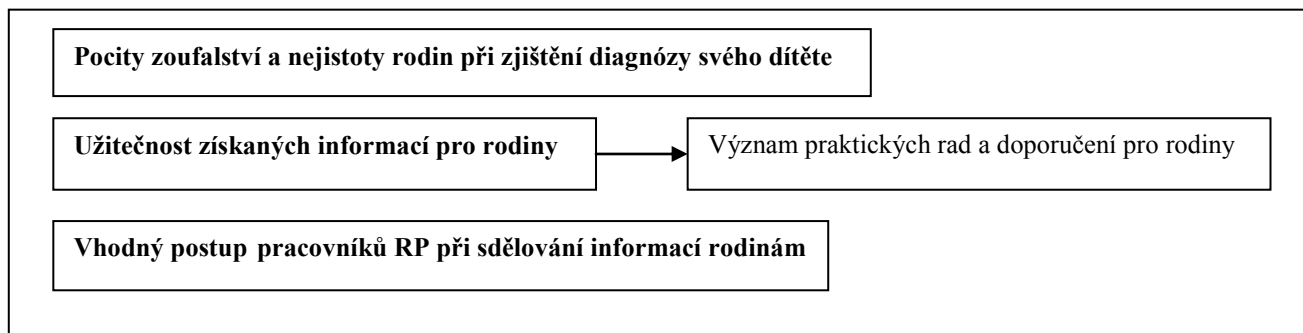 Pocity zoufalství a nejistoty rodin při zjištění diagnózy svého dítěte
Užitečnost získaných informací pro rodiny
Význam praktických rad a doporučení pro rodiny
Vhodný postup pracovníků RP při sdělování informací rodinám